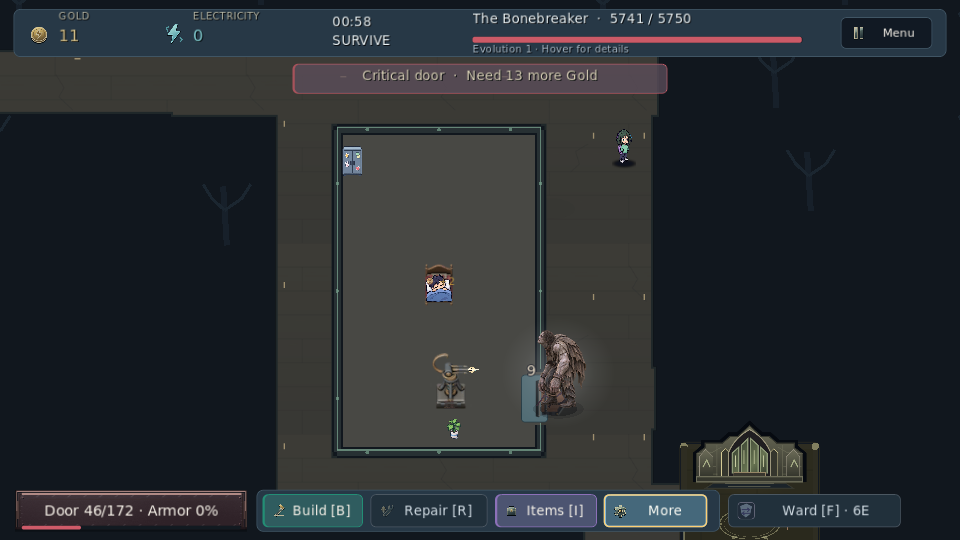 GOLD
11
ELECTRICITY
0
00:58
SURVIVE
The Bonebreaker · 5741 / 5750
Evolution 1 · Hover for details
Menu
Critical door · Need 13 more Gold
9
Door 46/172 · Armor 0%
Build [B]
Repair [R]
Items [I]
More
Ward [F] · 6E